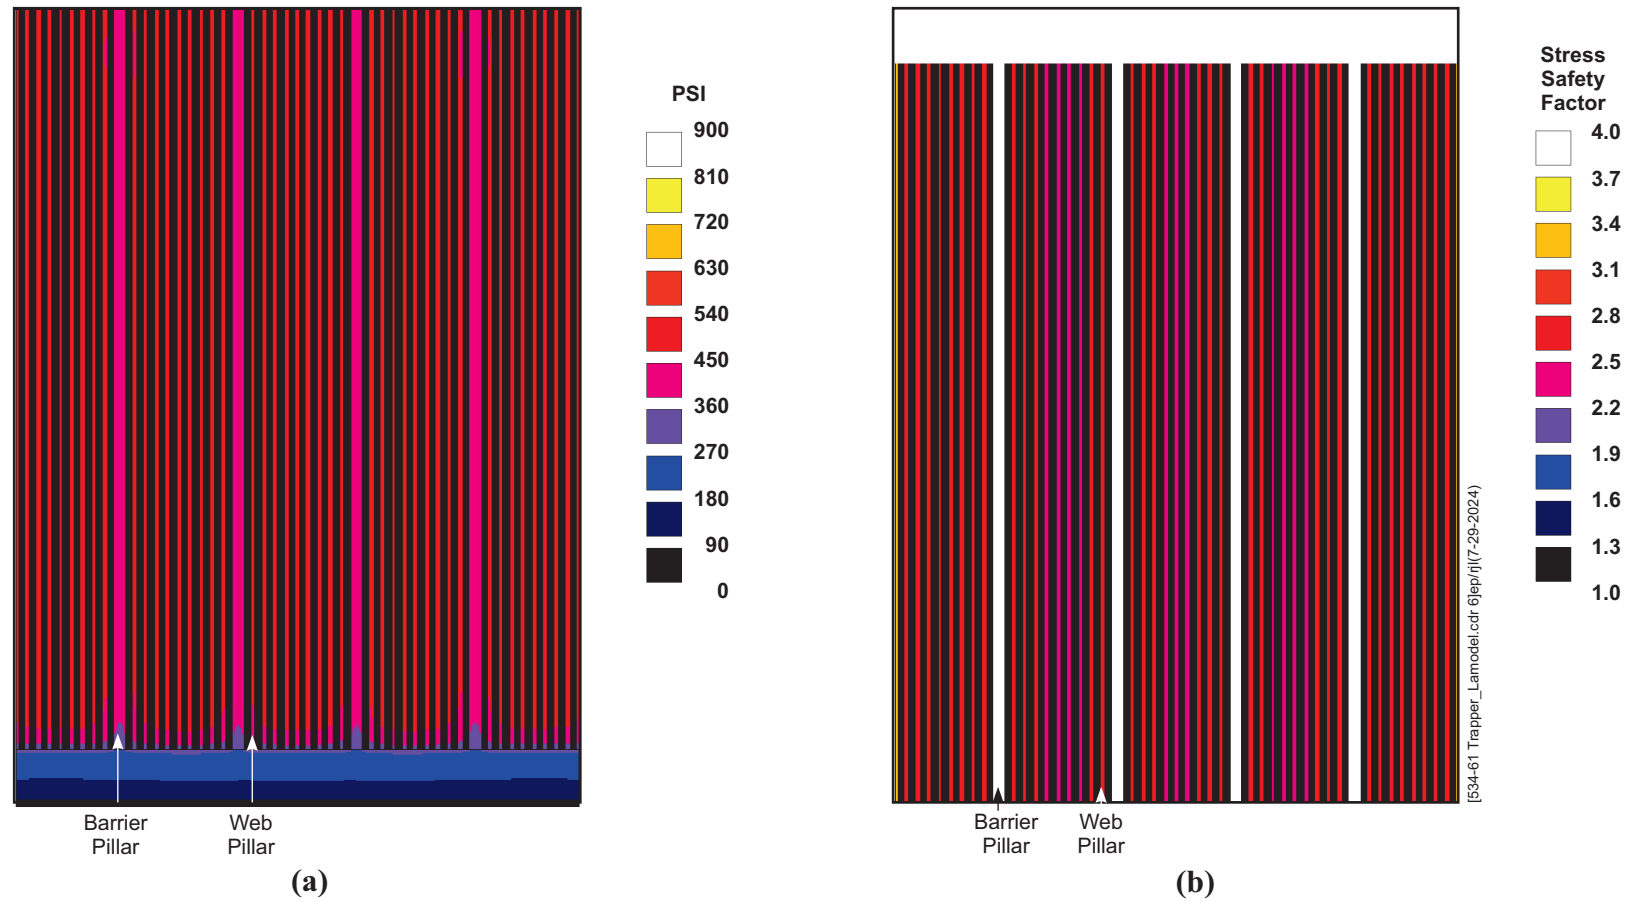 PSI
900
810
720
630
540
450
360
270
180
90
0
Barrier
Pillar
Web
Pillar
(a)
Stress
Safety
Factor
4.0
3.7
3.4
3.1
2.8
2.5
2.2
1.9
1.6
1.3
1.0
Barrier
Pillar
Web
Pillar
(b)
[534-61 Trapper_Lamodel.cdr 6]ep/rjl(7-29-2024)